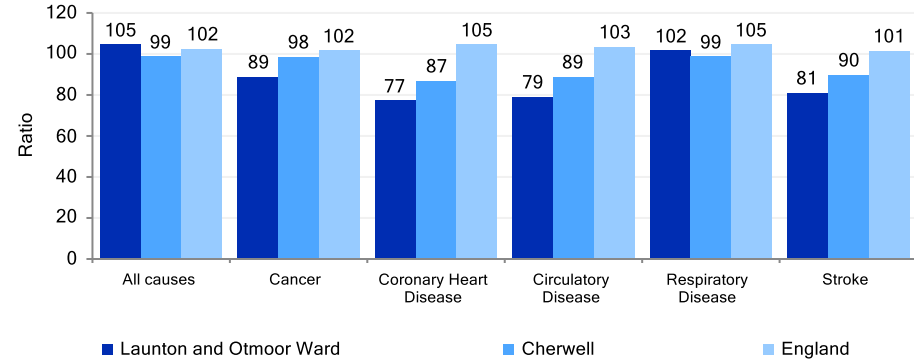 120
100
80
60
40
20
0
Ratio
105 99 102
89 98 102
77 87 105
79 89 103
102 99 105
81 90 101
All causes
Cancer
Coronary Heart
Disease
Circulatory
Disease
Respiratory
Disease
Stroke
Launton and Otmoor Ward
Cherwell
England